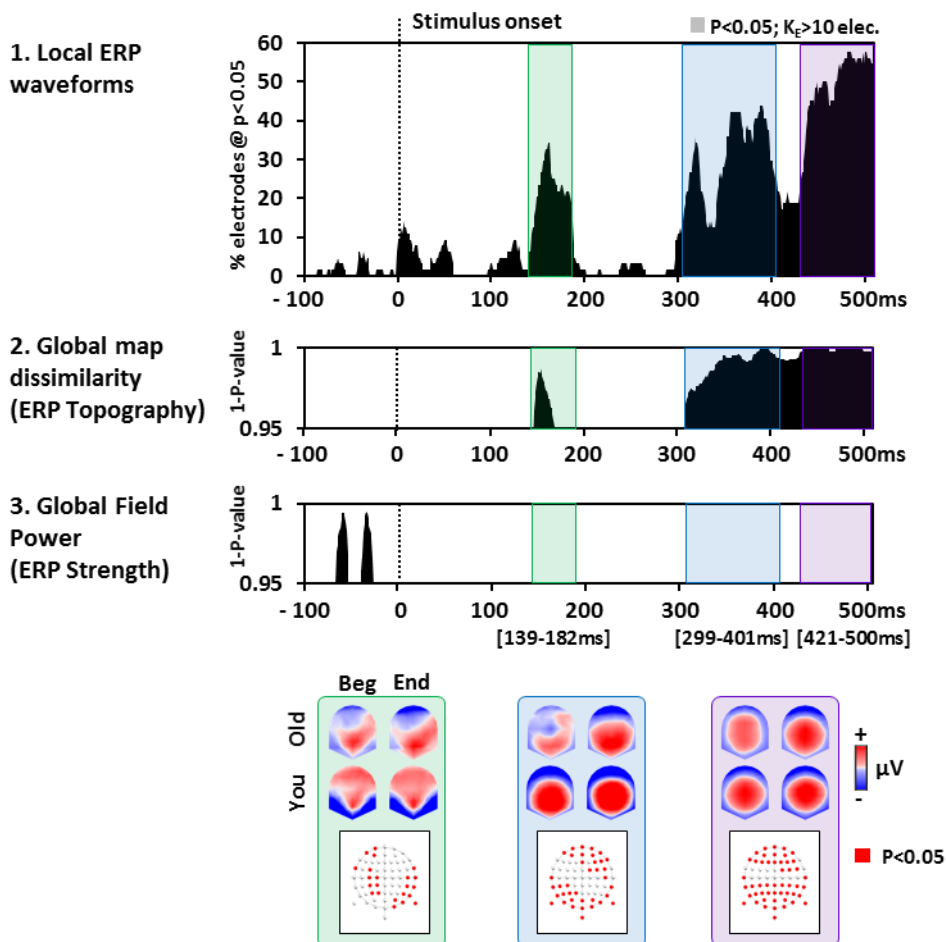 Stimulus onset
P<0.05; KE>10 elec.
1. Local ERP
waveforms
% electrodes @ p<0.05
60
50
40
30
20
10
0
- 100 0 100 200 300 400 500ms
2. Global map
dissimilarity
(ERP Topography)
1-P-value
1
0.95
- 100 0 100 200 300 400 500ms
3. Global Field
Power
(ERP Strength)
1-P-value
1
0.95
- 100 0 100 200 300 400 500ms
[139-182ms] [299-401ms] [421-500ms]
Beg End
Old
You
+
μV
-
P<0.05